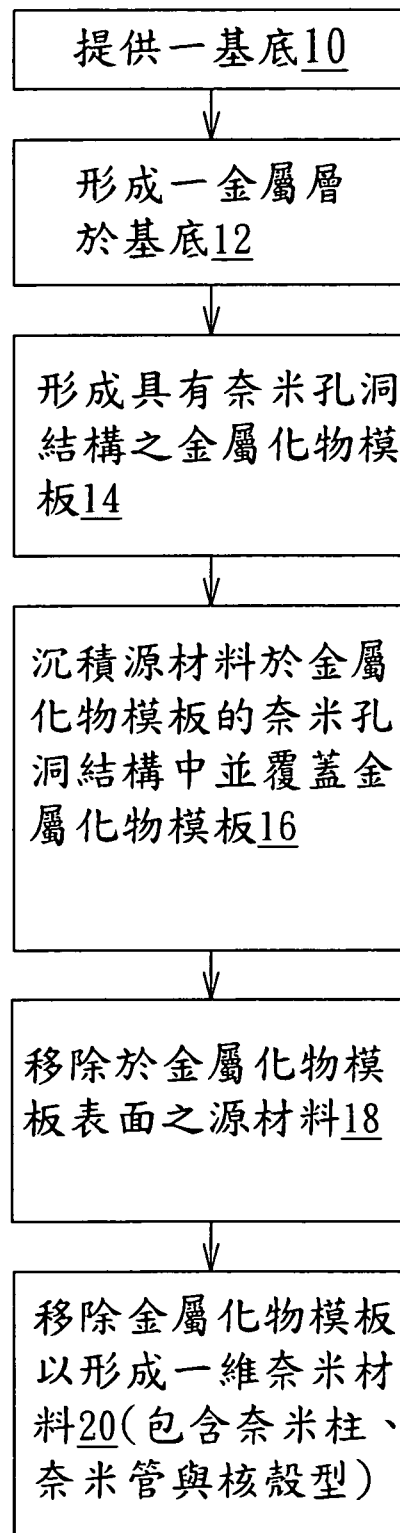 提供一基底10
形成一金屬層
於基底12
形成具有奈米孔洞
結構之金屬化物模
板14
沉積源材料於金屬
化物模板的奈米孔
洞結構中並覆蓋金
屬化物模板16
移除於金屬化物模
板表面之源材料18
移除金屬化物模板
以形成一維奈米材
料20(包含奈米柱、
奈米管與核殼型)